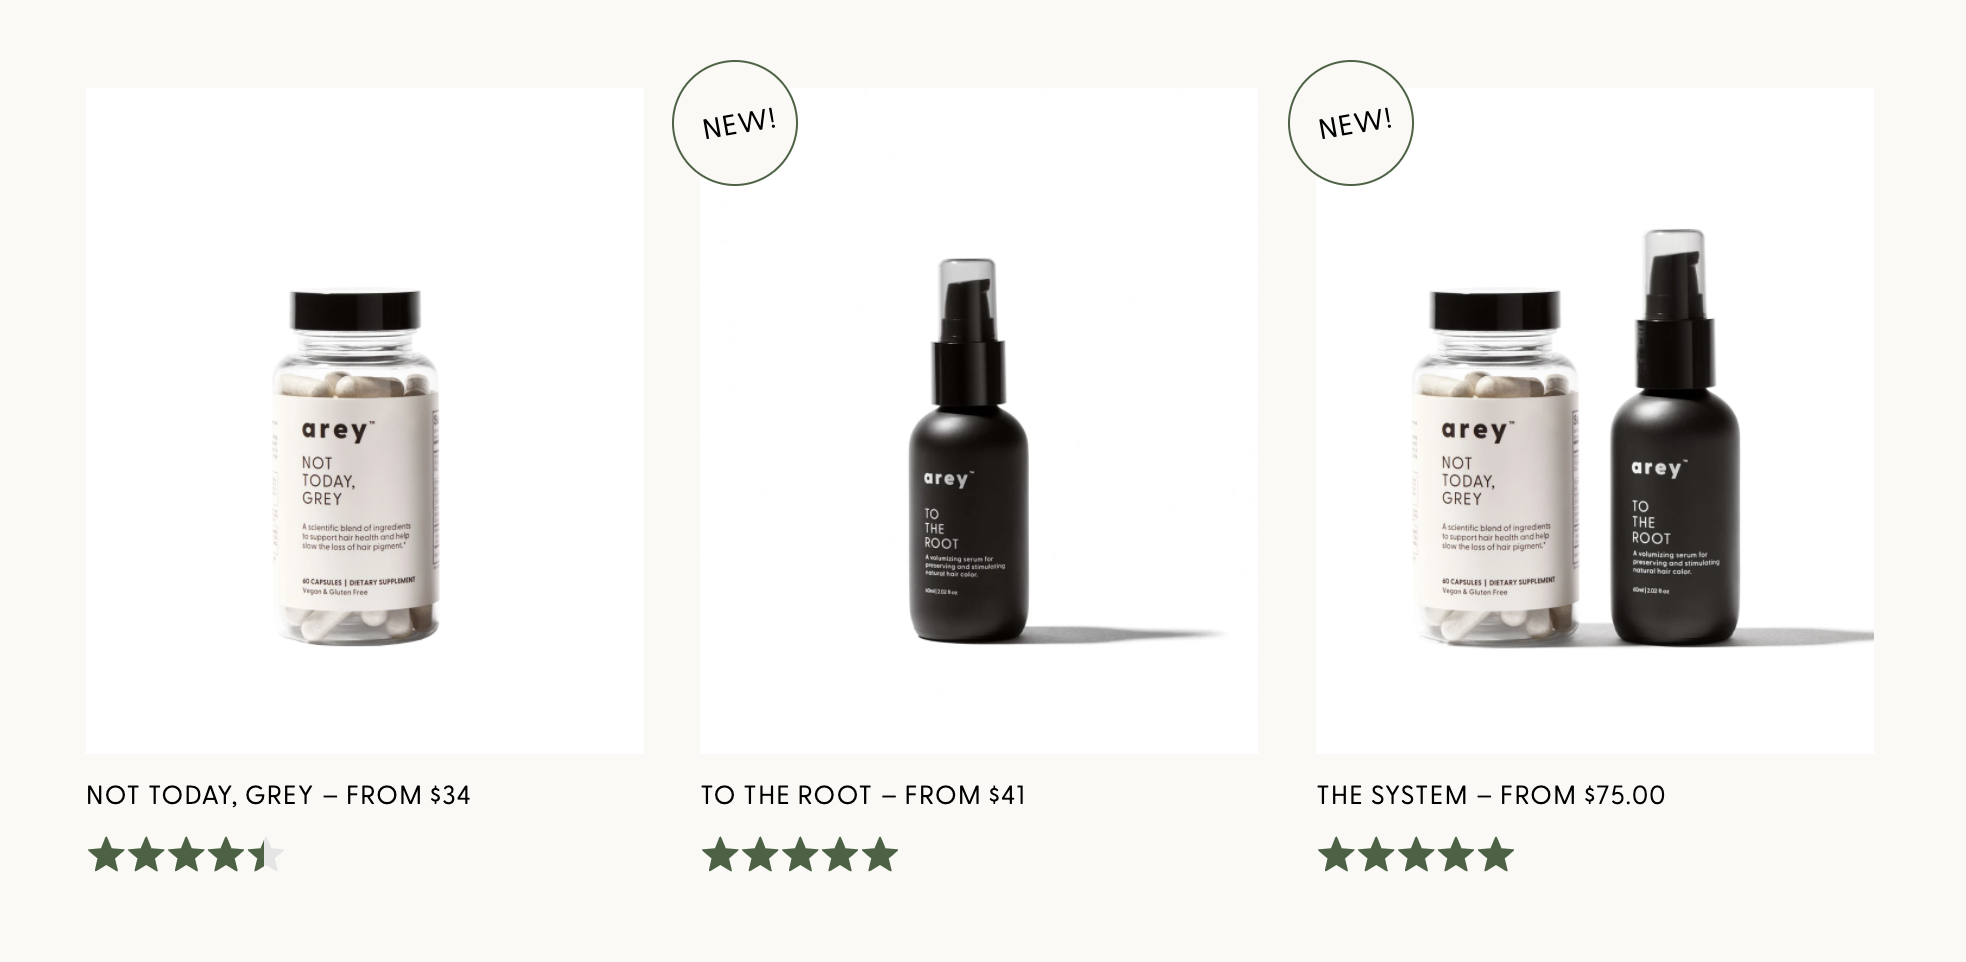 NEW!
NEW!
arey™
NOT
TODAY,
GREY
A scientific blend of ingredients
to support hair health and help
slow the loss of hair pigment.*
60 CAPSULES | DIETARY SUPPLEMENT
Vegan & Gluten Free
arey™
TO
THE
ROOT
A volumizing serum for
preserving and stimulating
natural hair color.
60ml | 2.02 fl oz
arey™
NOT
TODAY,
GREY
A scientific blend of ingredients
to support hair health and help
slow the loss of hair pigment.*
60 CAPSULES | DIETARY SUPPLEMENT
Vegan & Gluten Free
arey™
TO
THE
ROOT
A volumizing serum for
preserving and stimulating
natural hair color.
60ml | 2.02 fl oz
NOT TODAY, GREY – FROM $34
TO THE ROOT – FROM $41
THE SYSTEM – FROM $75.00